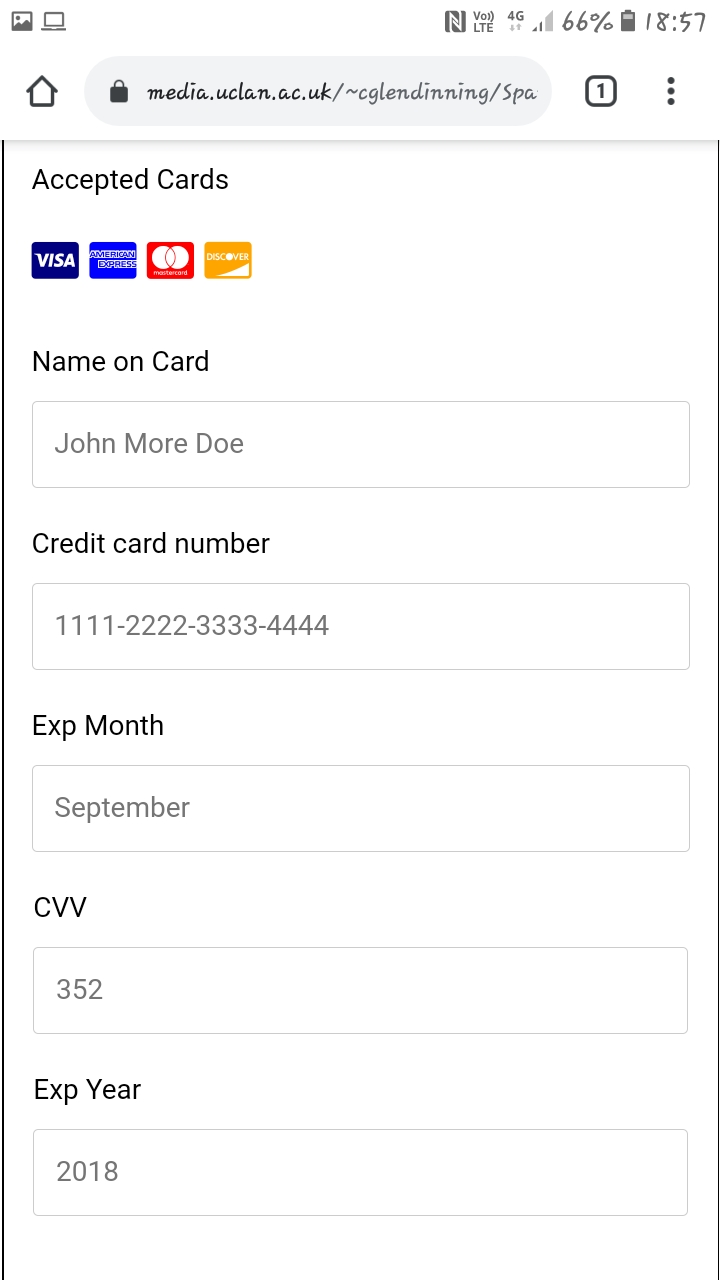 Vo)) LTE 4G 66% 18:57
media.uclan.ac.uk/~cglendinning/Spa
1
Accepted Cards
VISA AMERICAN EXPRESS mastercard DISCOVER
Name on Card
John More Doe
Credit card number
1111-2222-3333-4444
Exp Month
September
CVV
352
Exp Year
2018